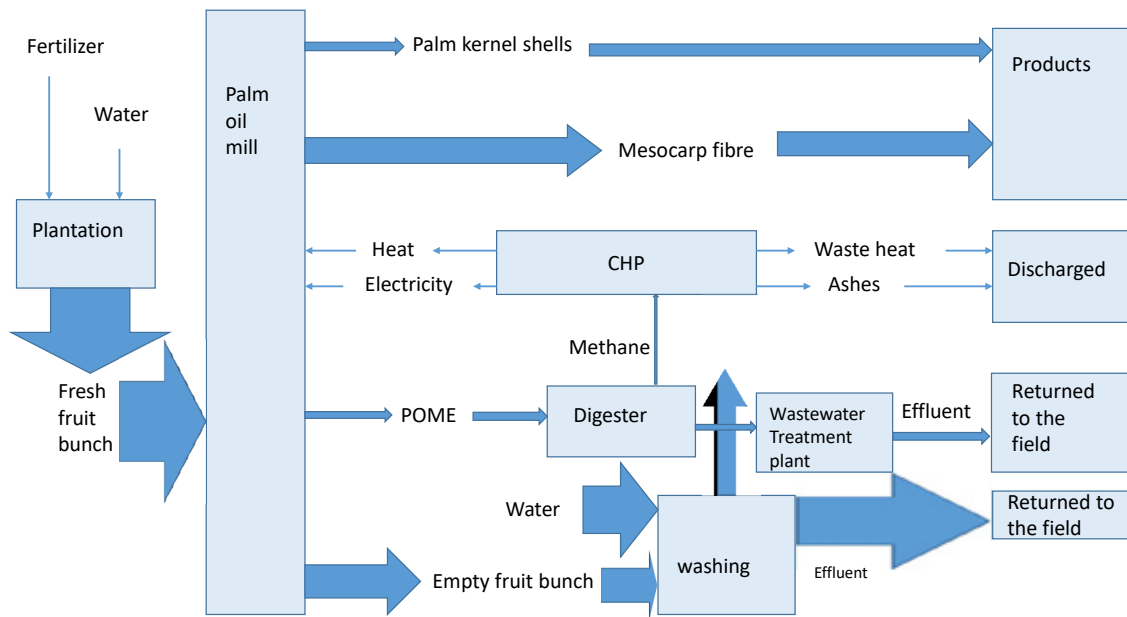 Fertilizer
Water
Plantation
Fresh
fruit
bunch
Palm
oil
mill
Palm kernel shells
Products
Mesocarp fibre
Heat
Electricity
CHP
Waste heat
Ashes
Discharged
Methane
POME
Digester
Wastewater
Treatment
plant
Effluent
Returned
to the
field
Water
Empty fruit bunch
washing
Effluent
Returned to
the field